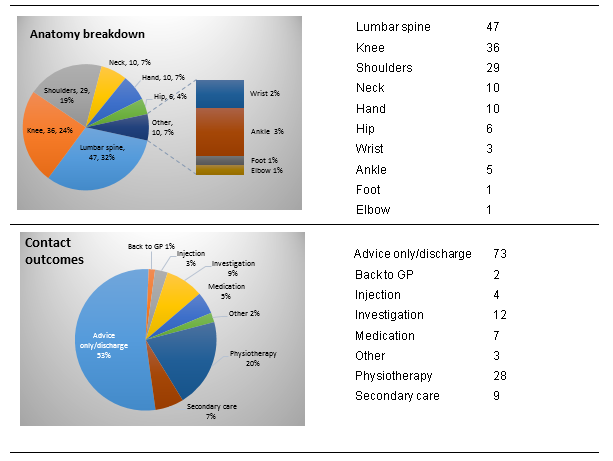 Anatomy breakdown
Neck, 10, 7%
Hand, 10, 7%
Shoulders, 29,
19%
Hip, 6, 4%
Other,
10, 7%
Knee, 36, 24%
Lumbar spine,
47, 32%
Wrist 2%
Ankle 3%
Foot 1%
Elbow 1%
Lumbar spine 47
Knee 36
Shoulders 29
Neck 10
Hand 10
Hip 6
Wrist 3
Ankle 5
Foot 1
Elbow 1
Contact
outcomes
Back to GP 1%
Injection
3%
Investigation
9%
Medication
5%
Other 2%
Advice
only/discharge
53%
Physiotherapy
20%
Secondary care
7%
Advice only/discharge 73
Back to GP 2
Injection 4
Investigation 12
Medication 7
Other 3
Physiotherapy 28
Secondary care 9